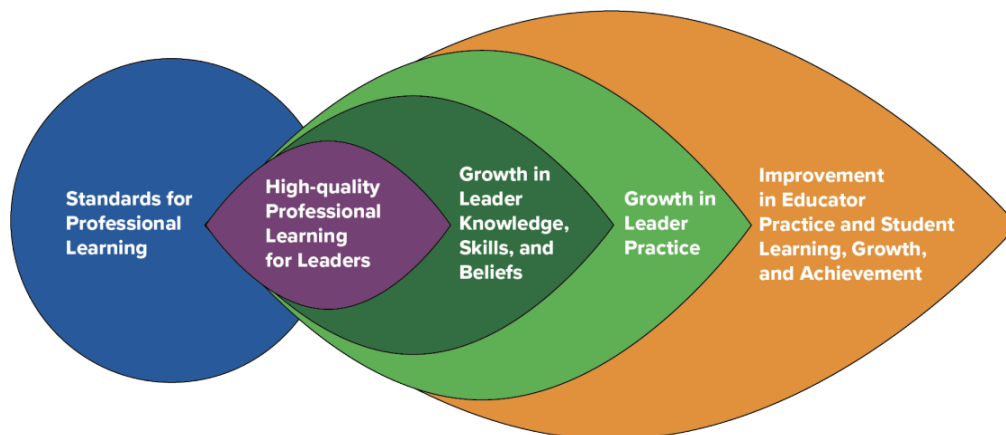 Standards for
Professional
Learning
High-quality
Professional
Learning
for Leaders
Growth in
Leader
Knowledge,
Skills, and
Beliefs
Growth in
Leader
Practice
Improvement
in Educator
Practice and Student
Learning, Growth,
and Achievement